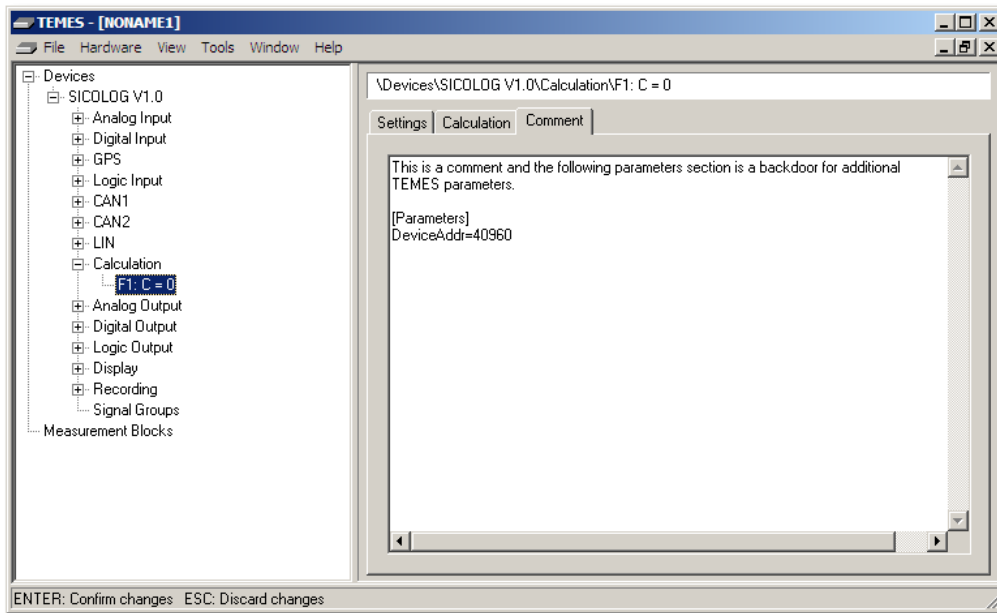 TEMES - [NONAME1]
File Hardware View Tools Window Help
Devices
SICOLOG V1.0
Analog Input
Digital Input
GPS
Logic Input
CAN1
CAN2
LIN
Calculation
F1: C = 0
Analog Output
Digital Output
Logic Output
Display
Recording
Signal Groups
Measurement Blocks
\Devices\SICOLOG V1.0\Calculation\F1: C = 0
Settings Calculation Comment
This is a comment and the following parameters section is a backdoor for additional
TEMES parameters.
[Parameters]
DeviceAddr=40960
ENTER: Confirm changes ESC: Discard changes